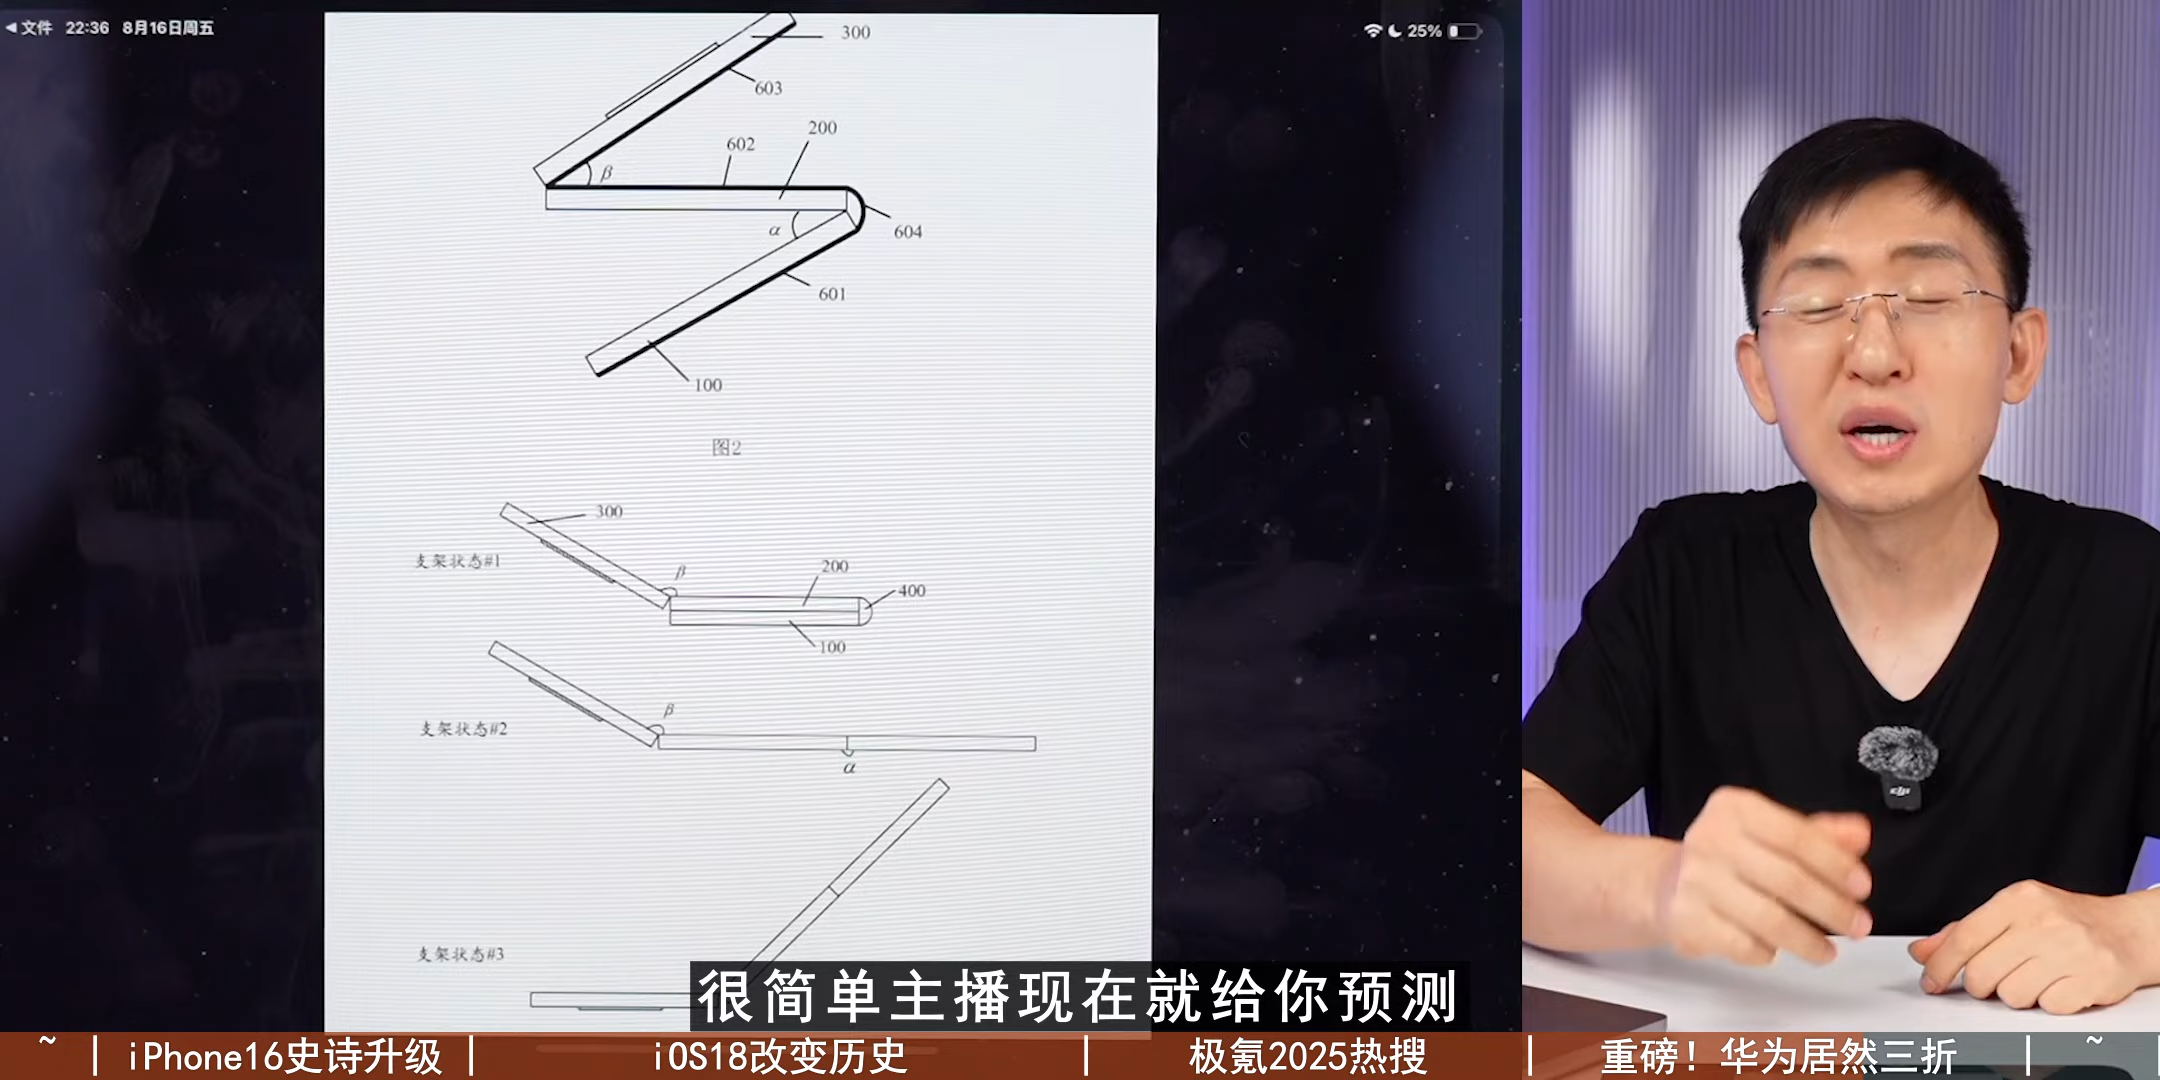 ◀文件 22:36 8月16日周五
25%
300
603
200
602
β
α
604
601
100
图2
300
支架状态#1
β
200
400
100
支架状态#2
β
α
支架状态#3
很简单主播现在就给你预测
~ | iPhone16史诗升级 | iOS18改变历史 | 极氪2025热搜 | 重磅！华为居然三折 | ~ |
dji